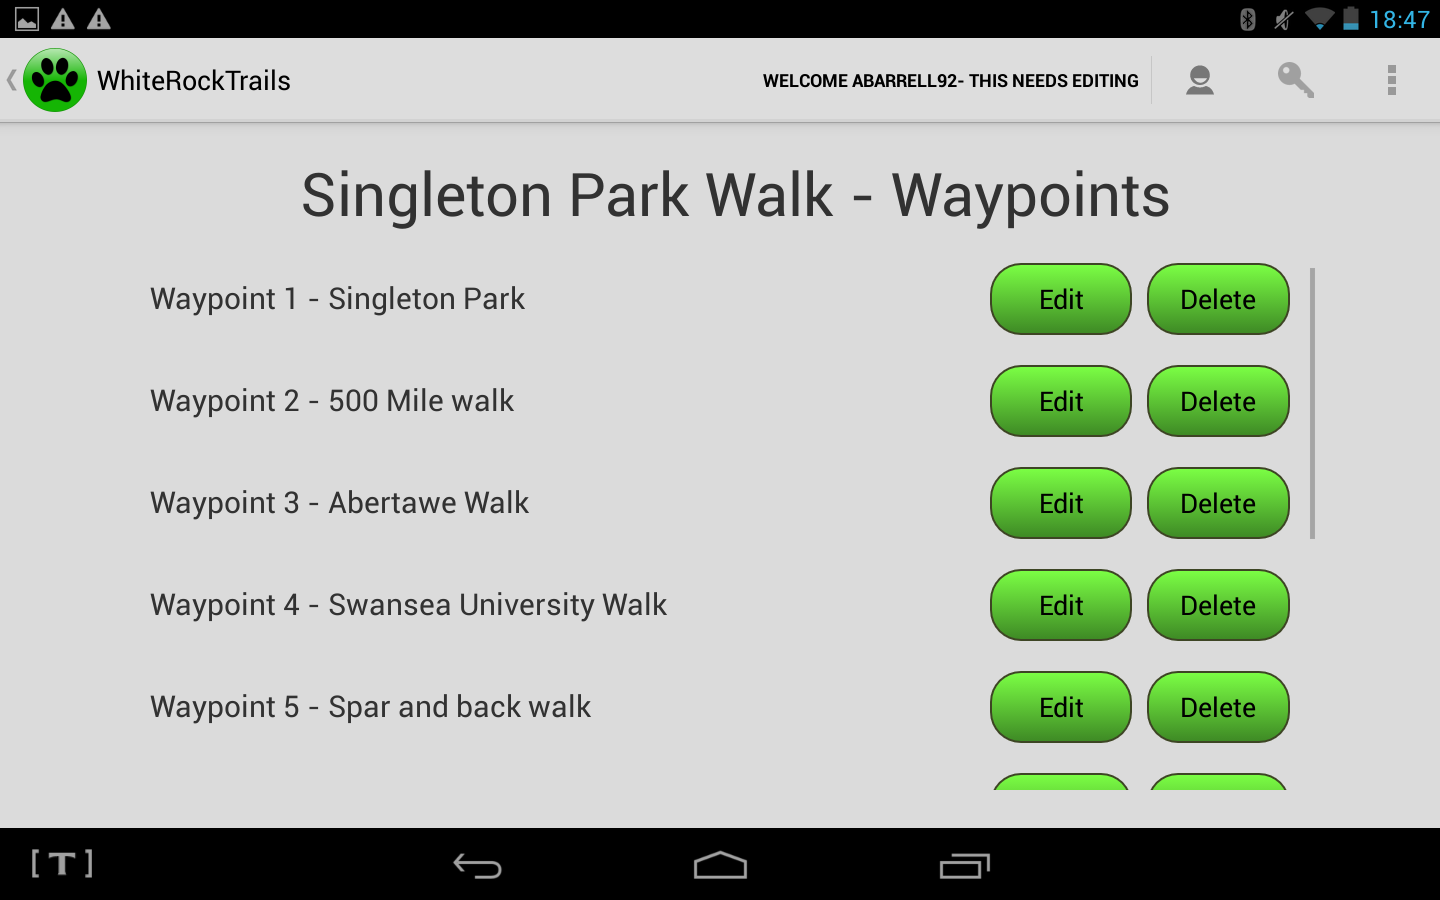 18:47
WhiteRockTrails
WELCOME ABARRELL92- THIS NEEDS EDITING
Singleton Park Walk - Waypoints
Waypoint 1 - Singleton Park Edit Delete
Waypoint 2 - 500 Mile walk Edit Delete
Waypoint 3 - Abertawe Walk Edit Delete
Waypoint 4 - Swansea University Walk Edit Delete
Waypoint 5 - Spar and back walk Edit Delete
[T]